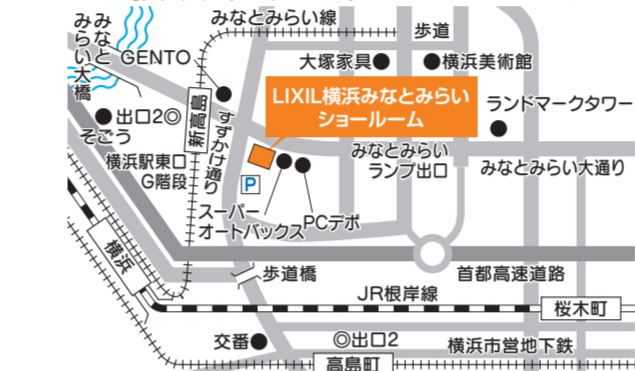 みなとみらい線
歩道
みなと
みらい大橋
GENTO
大塚家具
横浜美術館
LIXIL横浜みなとみらい
ショールーム
ランドマークタワー
出口2
そごう
新高島
すずかけ通り
横浜駅東口
G階段
みなとみらい
ランプ出口
みなとみらい大通り
P
スーパー
オートバックス
PCデポ
横浜
歩道橋
首都高速道路
JR根岸線
桜木町
交番
出口2
横浜市営地下鉄
高島町